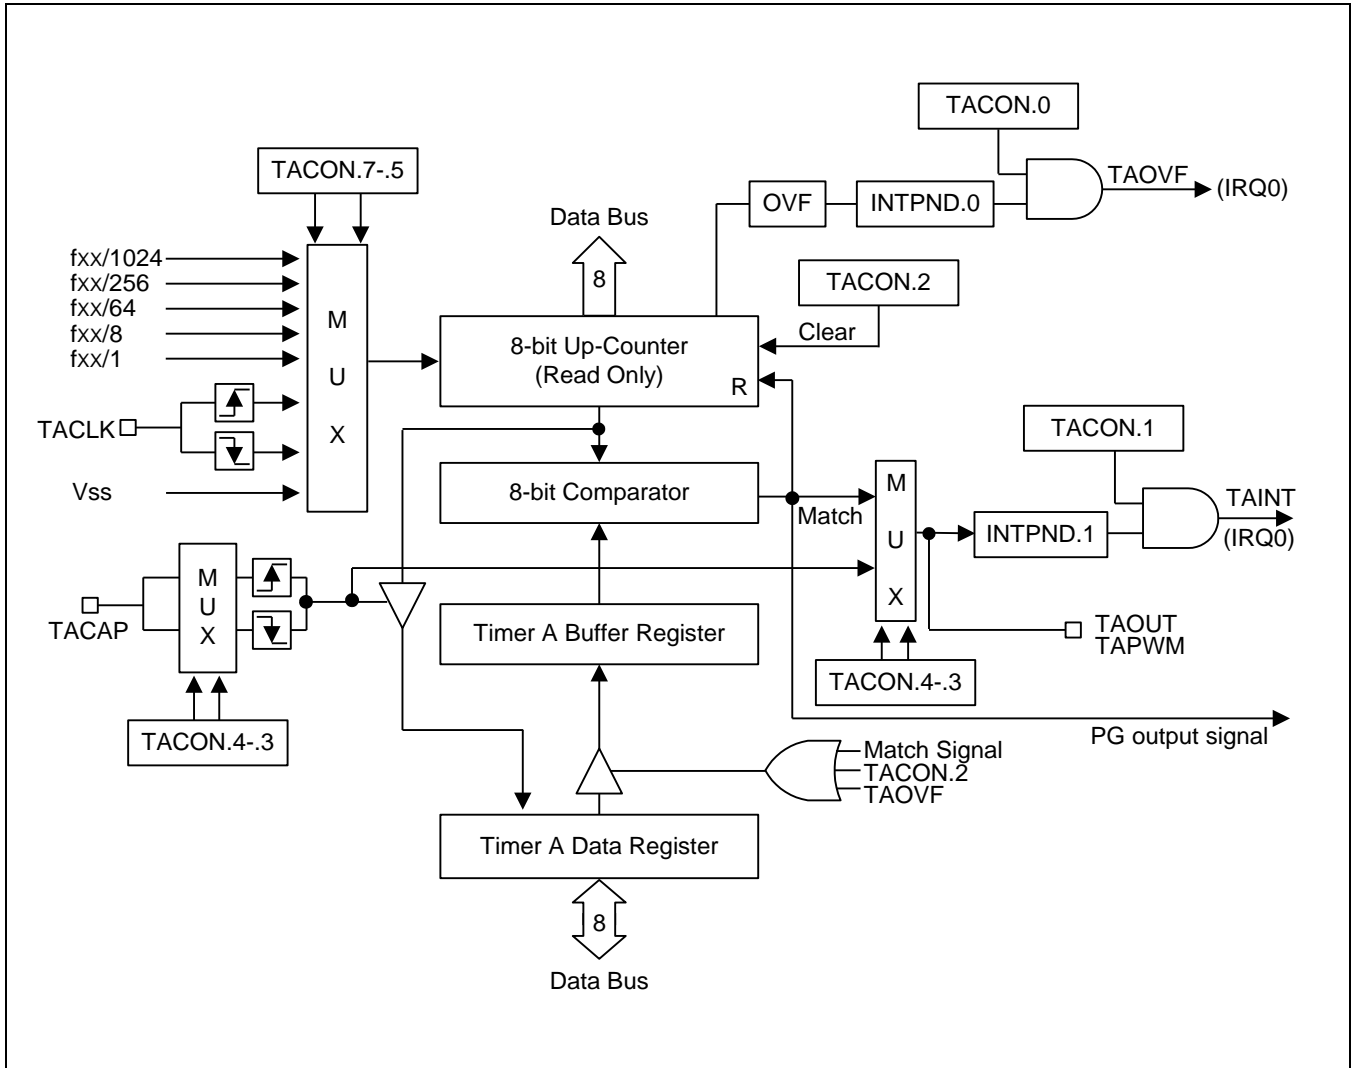 TACON.0
TACON.7-.5
TAOVF
(IRQ0)
OVF
INTPND.0
Data Bus
8
TACON.2
fxx/1024
fxx/256
fxx/64
fxx/8
fxx/1
M
U
X
Clear
8-bit Up-Counter
(Read Only)
R
TACLK
TACON.1
Vss
8-bit Comparator
Match
M
U
X
INTPND.1
TAINT
(IRQ0)
M
U
X
TACAP
Timer A Buffer Register
TAOUT
TAPWM
TACON.4-.3
TACON.4-.3
PG output signal
Match Signal
TACON.2
TAOVF
Timer A Data Register
8
Data Bus